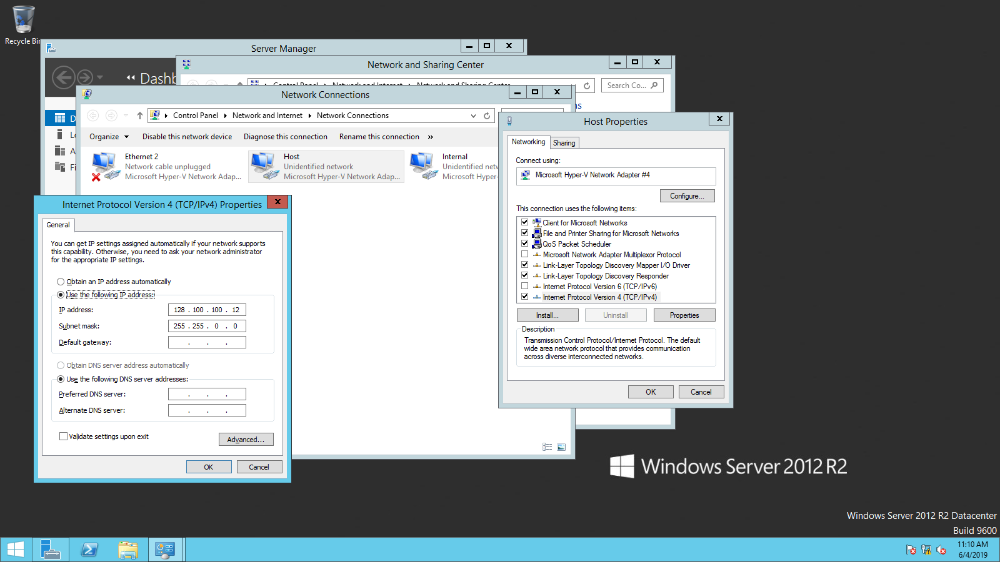 Recycle Bin
Server Manager
Network and Sharing Center
Control Panel Network and Internet Network and Sharing Center
Search Co...
Network Connections
Control Panel Network and Internet Network Connections
Organize Disable this network device Diagnose this connection Rename this connection »
Ethernet 2
Network cable unplugged
Microsoft Hyper-V Network Adap...
Host
Unidentified network
Microsoft Hyper-V Network Adap...
Internal
Unidentified
Microsoft Hyper-
Host Properties
Networking Sharing
Connect using:
Microsoft Hyper-V Network Adapter #4
Configure...
This connection uses the following items:
Client for Microsoft Networks
File and Printer Sharing for Microsoft Networks
QoS Packet Scheduler
Microsoft Network Adapter Multiplexor Protocol
Link-Layer Topology Discovery Mapper I/O Driver
Link-Layer Topology Discovery Responder
Internet Protocol Version 6 (TCP/IPv6)
Internet Protocol Version 4 (TCP/IPv4)
Install... Uninstall Properties
Description
Transmission Control Protocol/Internet Protocol. The default
wide area network protocol that provides communication
across diverse interconnected networks.
OK Cancel
Internet Protocol Version 4 (TCP/IPv4) Properties
General
You can get IP settings assigned automatically if your network supports
this capability. Otherwise, you need to ask your network administrator
for the appropriate IP settings.
Obtain an IP address automatically
Use the following IP address:
IP address: 128 . 100 . 100 . 12
Subnet mask: 255 . 255 . 0 . 0
Default gateway: . . .
Obtain DNS server address automatically
Use the following DNS server addresses:
Preferred DNS server: . . .
Alternate DNS server: . . .
Validate settings upon exit
Advanced...
OK Cancel
Windows Server 2012 R2
Windows Server 2012 R2 Datacenter
Build 9600
11:10 AM
6/4/2019